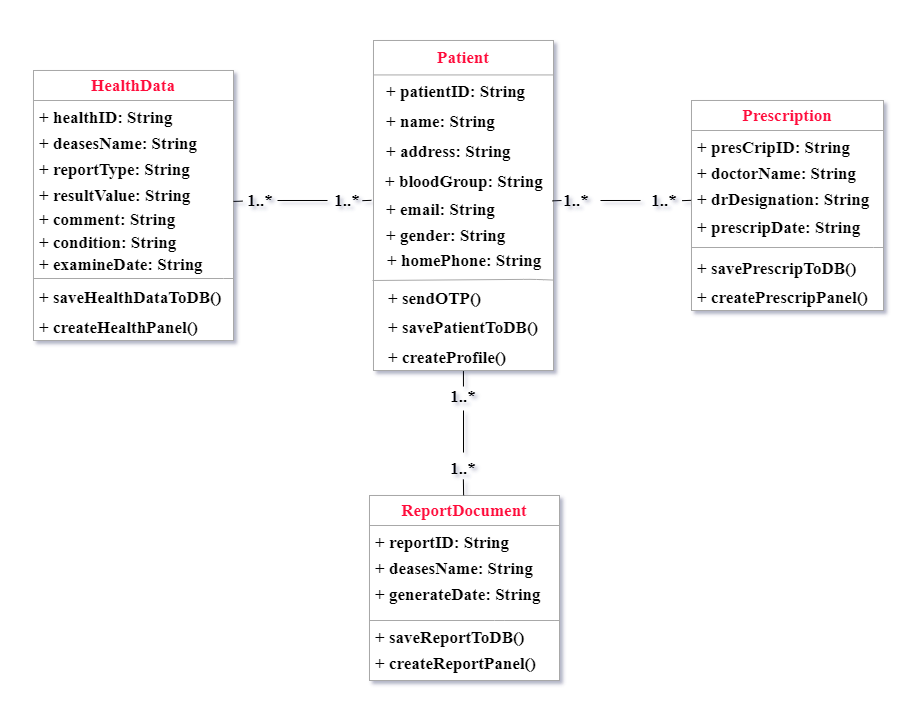 HealthData
+ healthID: String
+ deasesName: String
+ reportType: String
+ resultValue: String
+ comment: String
+ condition: String
+ examineDate: String
+ saveHealthDataToDB()
+ createHealthPanel()
1..*
1..*
Patient
+ patientID: String
+ name: String
+ address: String
+ bloodGroup: String
+ email: String
+ gender: String
+ homePhone: String
+ sendOTP()
+ savePatientToDB()
+ createProfile()
1..*
1..*
Prescription
+ presCripID: String
+ doctorName: String
+ drDesignation: String
+ prescripDate: String
+ savePrescripToDB()
+ createPrescripPanel()
1..*
1..*
ReportDocument
+ reportID: String
+ deasesName: String
+ generateDate: String
+ saveReportToDB()
+ createReportPanel()